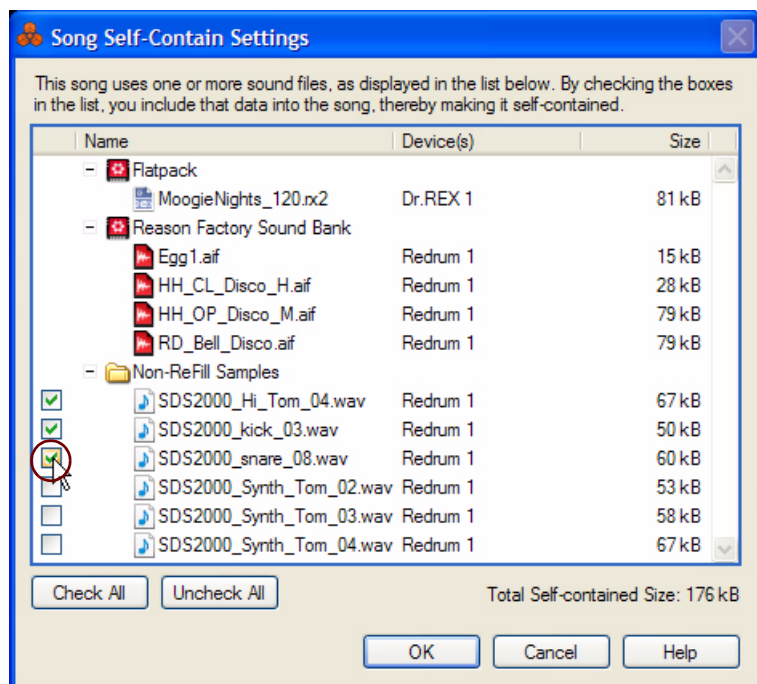 Song Self-Contain Settings
This song uses one or more sound files, as displayed in the list below. By checking the boxes
in the list, you include that data into the song, thereby making it self-contained.
Name Device(s) Size
Flatpack
MoogieNights_120.rx2 Dr.REX 1 81 kB
Reason Factory Sound Bank
Egg1.aif Redrum 1 15 kB
HH_CL_Disco_H.aif Redrum 1 28 kB
HH_OP_Disco_M.aif Redrum 1 79 kB
RD_Bell_Disco.aif Redrum 1 79 kB
Non-ReFill Samples
SDS2000_Hi_Tom_04.wav Redrum 1 67 kB
SDS2000_kick_03.wav Redrum 1 50 kB
SDS2000_snare_08.wav Redrum 1 60 kB
SDS2000_Synth_Tom_02.wav Redrum 1 53 kB
SDS2000_Synth_Tom_03.wav Redrum 1 58 kB
SDS2000_Synth_Tom_04.wav Redrum 1 67 kB
Check All Uncheck All Total Self-contained Size: 176 kB
OK Cancel Help